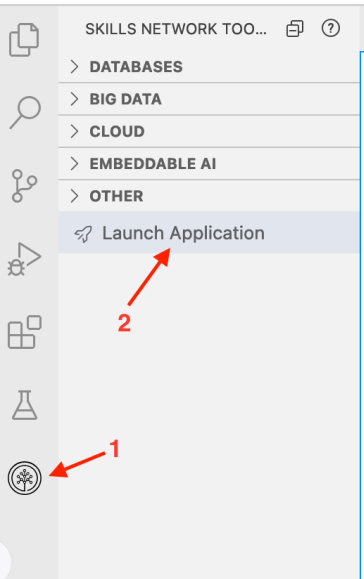 SKILLS NETWORK TOO...
DATABASES
BIG DATA
CLOUD
EMBEDDABLE AI
OTHER
Launch Application
2
1